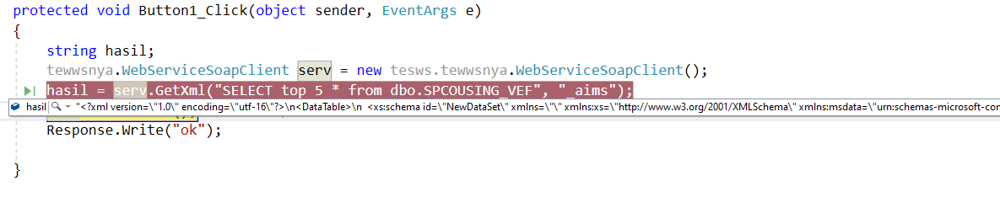 protected void Button1_Click(object sender, EventArgs e)
{
string hasil;
tewwsnya.WebServiceSoapClient serv = new tesws.tewwsnya.WebServiceSoapClient();
hasil = serv.GetXml("SELECT top 5 * from dbo.SPCOUSING_VEF", "_aims");
hasil "<?xml version=\"1.0\" encoding=\"utf-16\"?>\n<DataTable>\n <xs:schema id=\"NewDataSet\" xmlns=\"\" xmlns:xs=\"http://www.w3.org/2001/XMLSchema\" xmlns:msdata=\"urn:schemas-microsoft-con
Response.Write("ok");
}